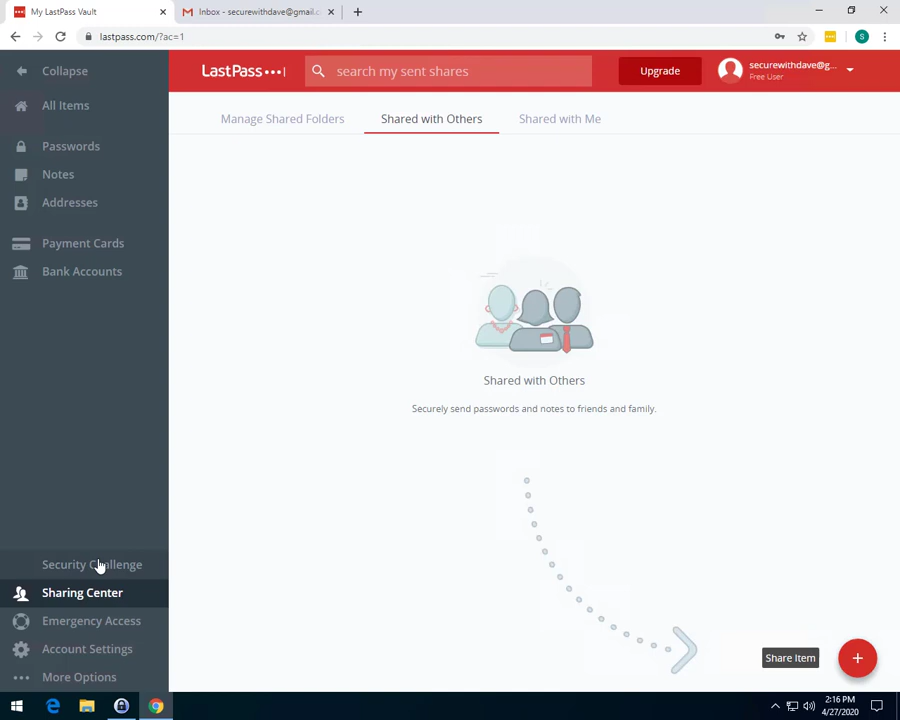 My LastPass Vault
Inbox - securewithdave@gmail.c
lastpass.com/?ac=1
S
Collapse
LastPass
search my sent shares
Upgrade
securewithdave@g...
Free User
All Items
Passwords
Notes
Addresses
Payment Cards
Bank Accounts
Manage Shared Folders
Shared with Others
Shared with Me
Shared with Others
Securely send passwords and notes to friends and family.
Security Challenge
Sharing Center
Emergency Access
Account Settings
More Options
Share Item
2:16 PM
4/27/2020